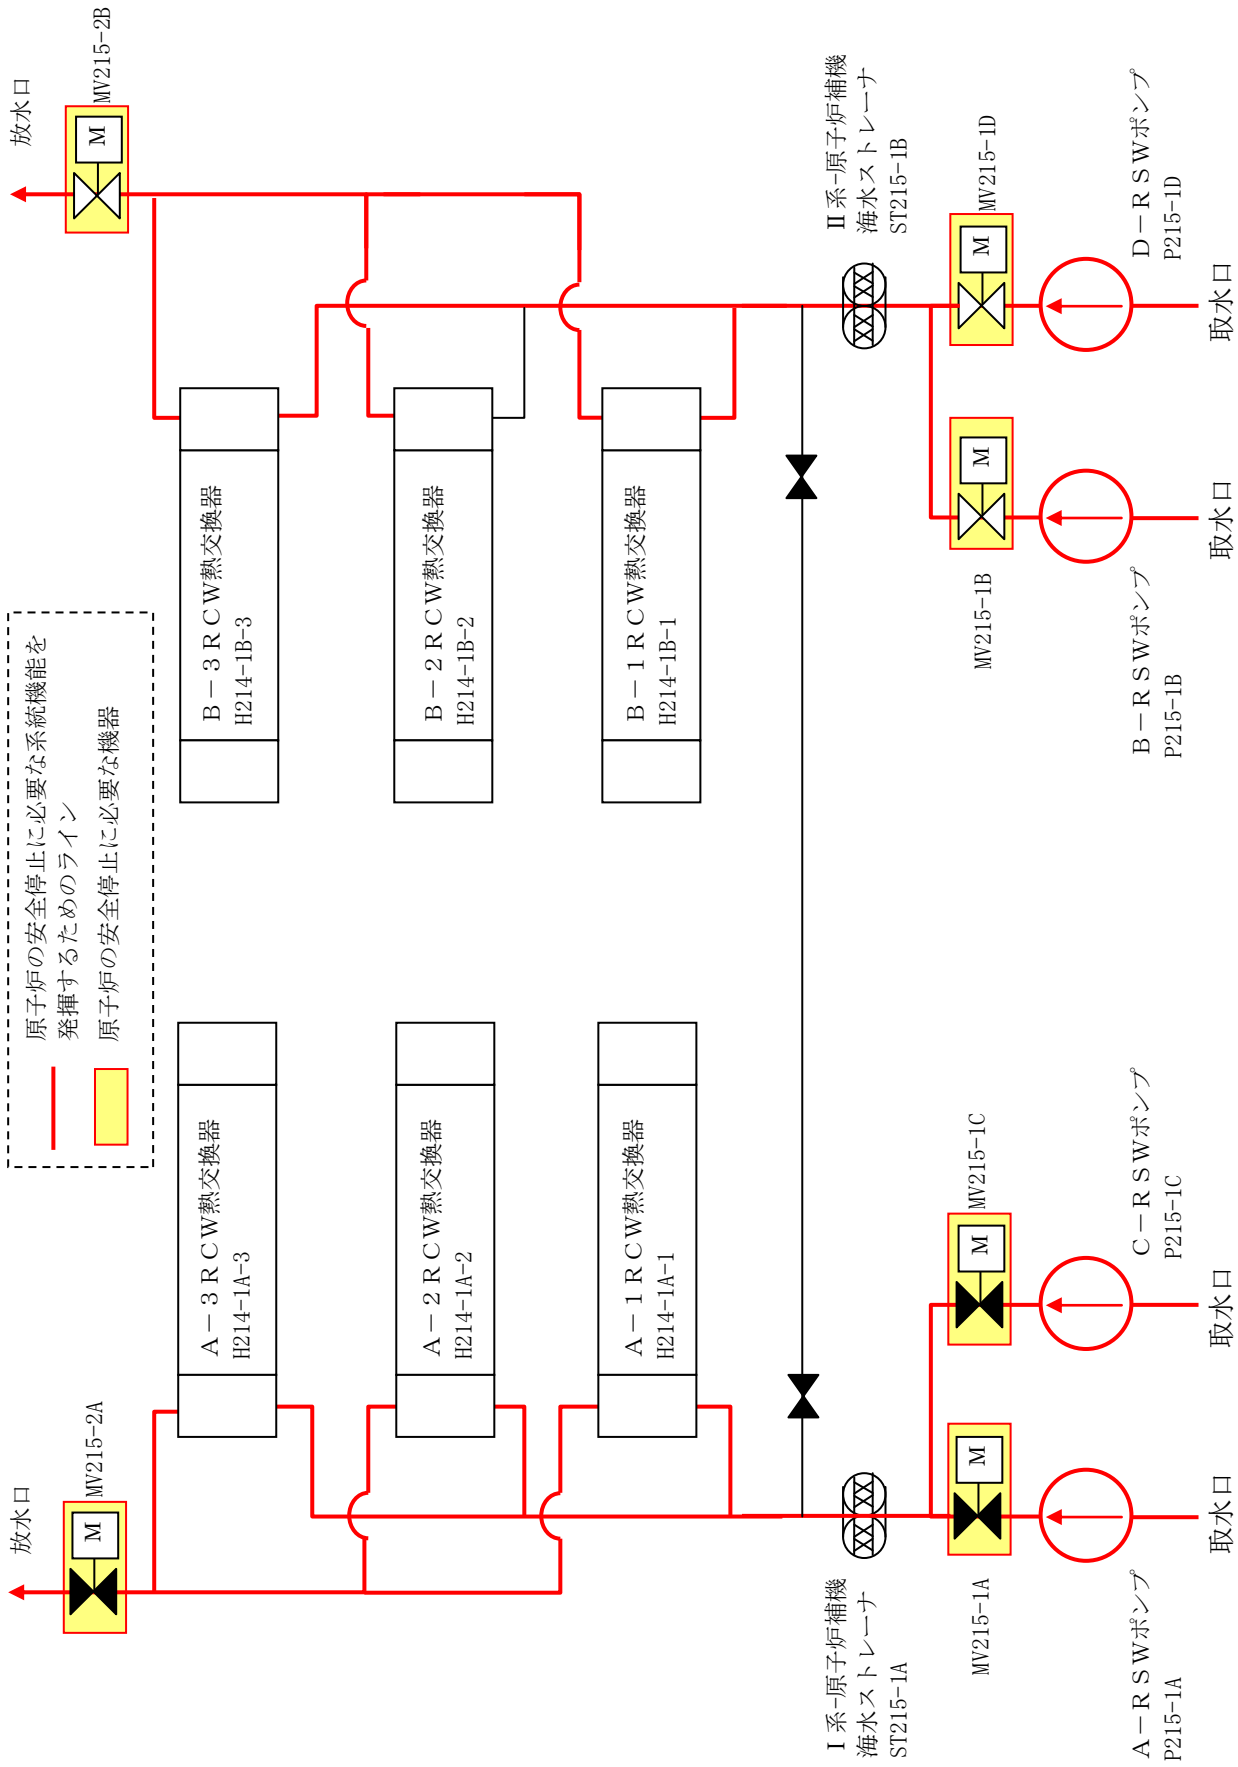 原子炉の安全停止に必要な系統機能を
発揮するためのライン
原子炉の安全停止に必要な機器
放水口
MV215-2A
M
A－3RCW熱交換器
H214-1A-3
A－2RCW熱交換器
H214-1A-2
A－1RCW熱交換器
H214-1A-1
Ⅰ系-原子炉補機
海水ストレーナ
ST215-1A
MV215-1A
M
MV215-1C
M
A－RSWポンプ
P215-1A
取水口
C－RSWポンプ
P215-1C
取水口
放水口
MV215-2B
M
B－3RCW熱交換器
H214-1B-3
B－2RCW熱交換器
H214-1B-2
B－1RCW熱交換器
H214-1B-1
Ⅱ系-原子炉補機
海水ストレーナ
ST215-1B
MV215-1B
M
MV215-1D
M
B－RSWポンプ
P215-1B
取水口
D－RSWポンプ
P215-1D
取水口